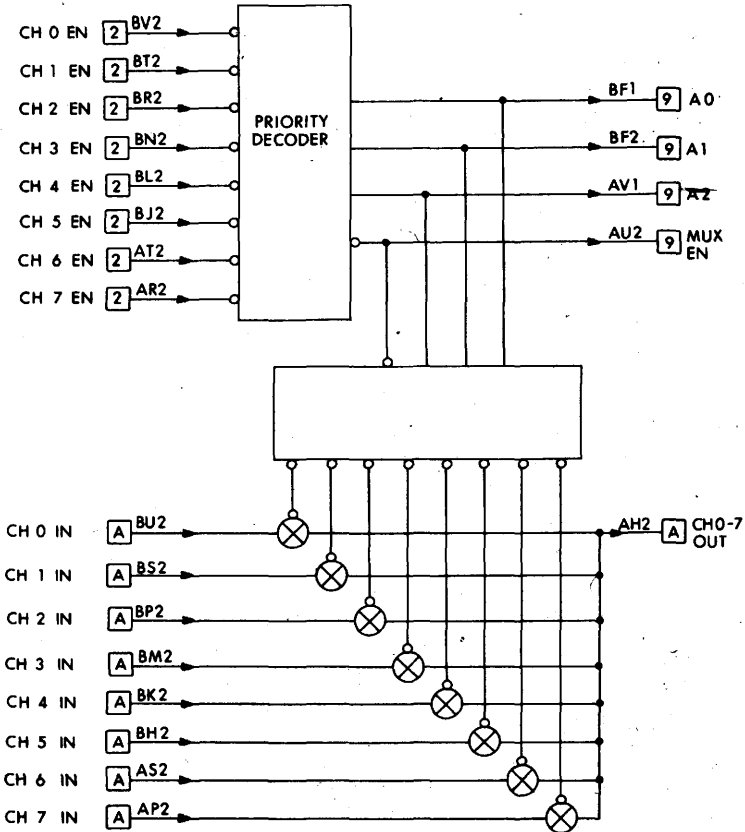 CH 0 EN 2 BV2
CH 1 EN 2 BT2
CH 2 EN 2 BR2
CH 3 EN 2 BN2
CH 4 EN 2 BL2
CH 5 EN 2 BJ2
CH 6 EN 2 AT2
CH 7 EN 2 AR2
PRIORITY
DECODER
BF1 9 A0
BF2 9 A1
AV1 9 A2
AU2 9 MUX
EN
CH 0 IN A BU2
CH 1 IN A BS2
CH 2 IN A BP2
CH 3 IN A BM2
CH 4 IN A BK2
CH 5 IN A BH2
CH 6 IN A AS2
CH 7 IN A AP2
AH2 A CH0-7
OUT